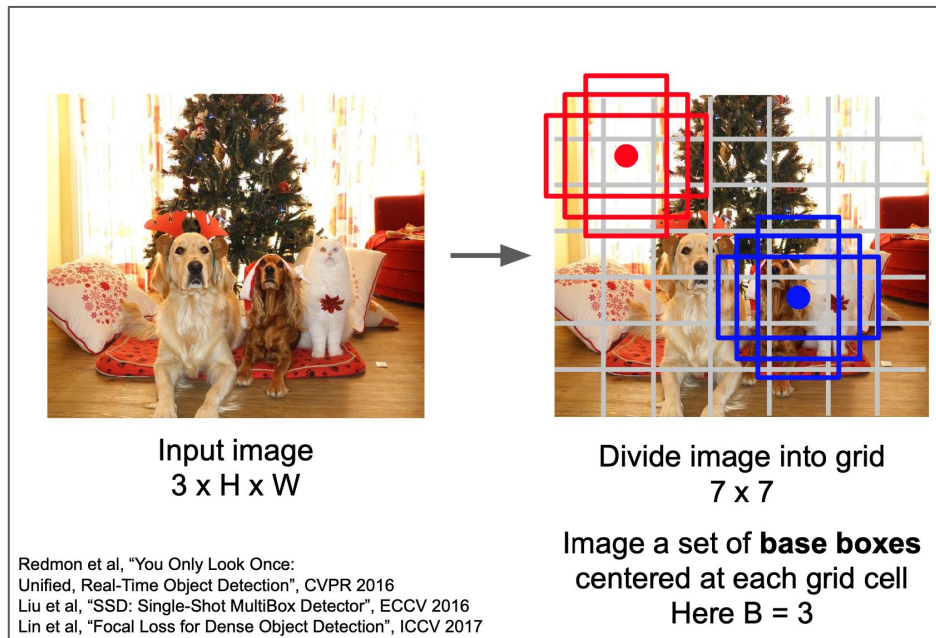 Input image
3 x H x W
Divide image into grid
7 x 7
Image a set of base boxes
centered at each grid cell
Here B = 3
Redmon et al, “You Only Look Once:
Unified, Real-Time Object Detection”, CVPR 2016
Liu et al, “SSD: Single-Shot MultiBox Detector”, ECCV 2016
Lin et al, “Focal Loss for Dense Object Detection”, ICCV 2017